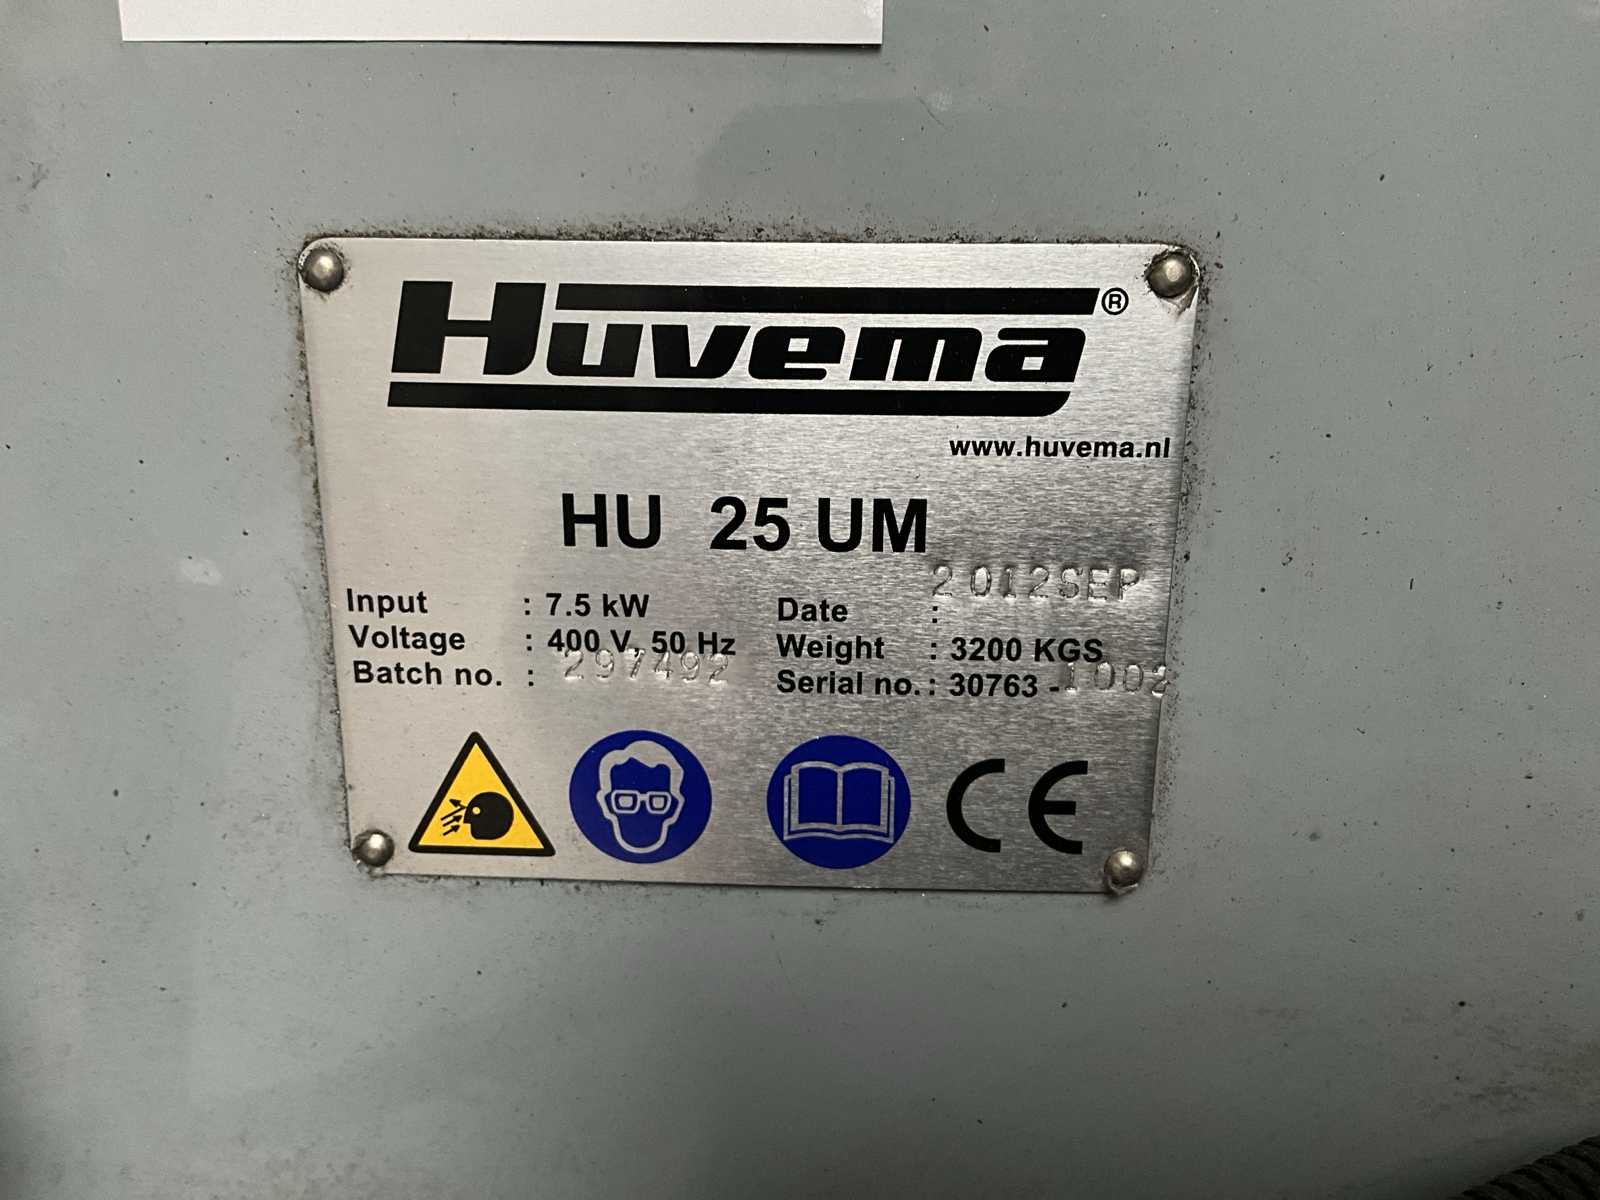 Huvema®
www.huvema.nl
HU 25 UM
Input : 7.5 kW
Voltage : 400 V, 50 Hz
Batch no. : 297492
Date : 2012SEP
Weight : 3200 KGS
Serial no. : 30763 - 1002
CE